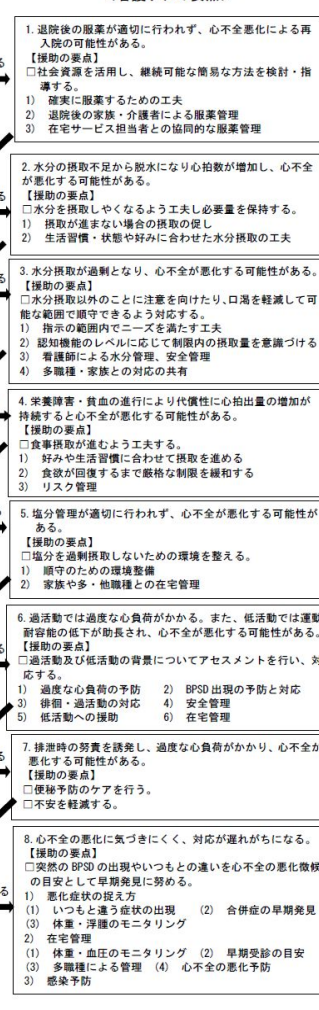 1. 退院後の服薬が適切に行われず、心不全悪化による再
入院の可能性がある。
【援助の要点】
□社会資源を活用し、継続可能な簡易な方法を検討・指
導する。
1) 確実に服薬するための工夫
2) 退院後の家族・介護者による服薬管理
3) 在宅サービス担当者との協同的な服薬管理
2. 水分の摂取不足から脱水になり心拍数が増加し、心不全
が悪化する可能性がある。
【援助の要点】
□水分を摂取しやくなるよう工夫し必要量を保持する。
1) 摂取が進まない場合の摂取の促し
2) 生活習慣・状態や好みに合わせた水分摂取の工夫
3. 水分摂取が過剰となり、心不全が悪化する可能性がある。
【援助の要点】
□水分摂取以外のことに注意を向けたり、口渇を軽減して可
能な範囲で順守できるよう対応する。
1) 指示の範囲内でニーズを満たす工夫
2) 認知機能のレベルに応じて制限内の摂取量を意識づける
3) 看護師による水分管理、安全管理
4) 多職種・家族との対応の共有
4. 栄養障害・貧血の進行により代償性に心拍出量の増加が
持続すると心不全が悪化する可能性がある。
【援助の要点】
□食事摂取が進むよう工夫する。
1) 好みや生活習慣に合わせて摂取を進める
2) 食欲が回復するまで厳格な制限を緩和する
3) リスク管理
5. 塩分管理が適切に行われず、心不全が悪化する可能性が
ある。
【援助の要点】
□塩分を過剰摂取しないための環境を整える。
1) 順守のための環境整備
2) 家族や多・他職種との在宅管理
6. 過活動では過度な心負荷がかかる。また、低活動では運動
耐容能の低下が助長され、心不全が悪化する可能性がある。
【援助の要点】
□過活動及び低活動の背景についてアセスメントを行い、対
応する。
1) 過度な心負荷の予防 2) BPSD 出現の予防と対応
3) 徘徊・過活動の対応 4) 安全管理
5) 低活動への援助 6) 在宅管理
7. 排泄時の努責を誘発し、過度な心負荷がかかり、心不全が
悪化する可能性がある。
【援助の要点】
□便秘予防のケアを行う。
□不安を軽減する。
8. 心不全の悪化に気づきにくく、対応が遅れがちになる。
【援助の要点】
□突然の BPSD の出現やいつもとの違いを心不全の悪化徴候
の目安として早期発見に努める。
1) 悪化症状の捉え方
(1) いつもと違う症状の出現 (2) 合併症の早期発見
(3) 体重・浮腫のモニタリング
2) 在宅管理
(1) 体重・血圧のモニタリング (2) 早期受診の目安
(3) 多職種による管理 (4) 心不全の悪化予防
3) 感染予防